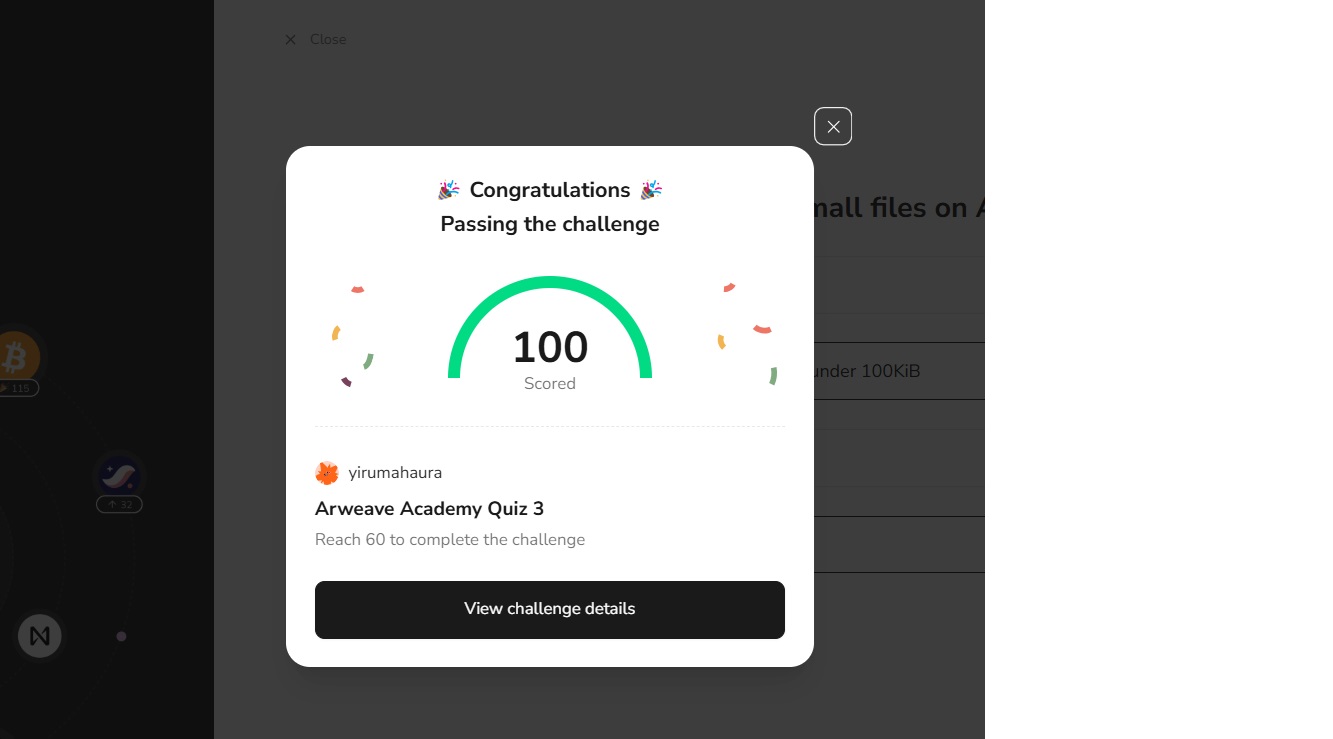 Close
Congratulations
Passing the challenge
mall files on
100
Scored
under 100KiB
115
yirumahaura
32
Arweave Academy Quiz 3
Reach 60 to complete the challenge
View challenge details